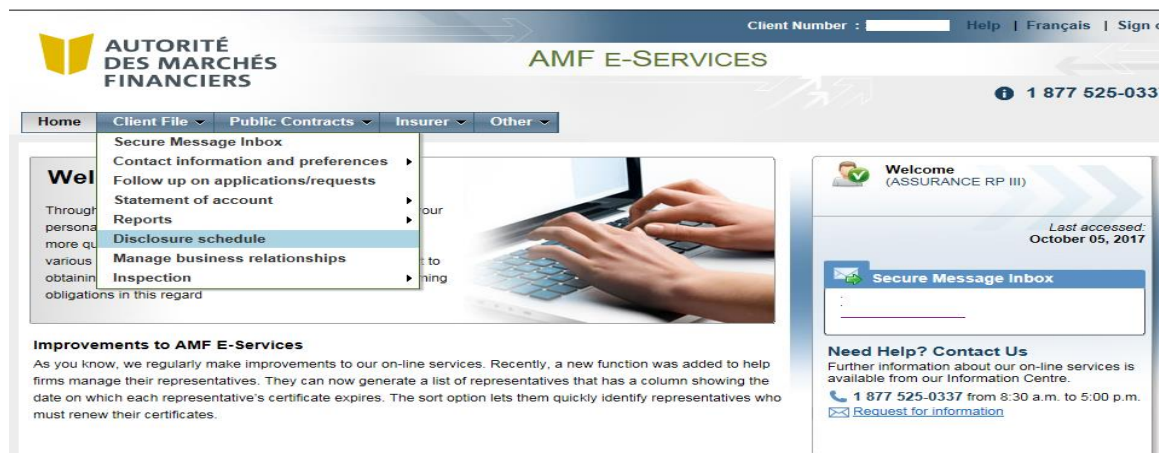 Client Number :
Help | Français | Sign
AUTORITÉ
DES MARCHÉS
FINANCIERS
AMF E-SERVICES
1 877 525-033
Home Client File Public Contracts Insurer Other
Secure Message Inbox
Contact information and preferences
Follow up on applications/requests
Statement of account
Reports
Disclosure schedule
Manage business relationships
Inspection
Wel
Through our
persona
more qu
various t to
obtainin ning
obligations in this regard
Welcome
(ASSURANCE RP III)
Last accessed:
October 05, 2017
Secure Message Inbox
:
Improvements to AMF E-Services
As you know, we regularly make improvements to our on-line services. Recently, a new function was added to help
firms manage their representatives. They can now generate a list of representatives that has a column showing the
date on which each representative's certificate expires. The sort option lets them quickly identify representatives who
must renew their certificates.
Need Help? Contact Us
Further information about our on-line services is
available from our Information Centre.
1 877 525-0337 from 8:30 a.m. to 5:00 p.m.
Request for information